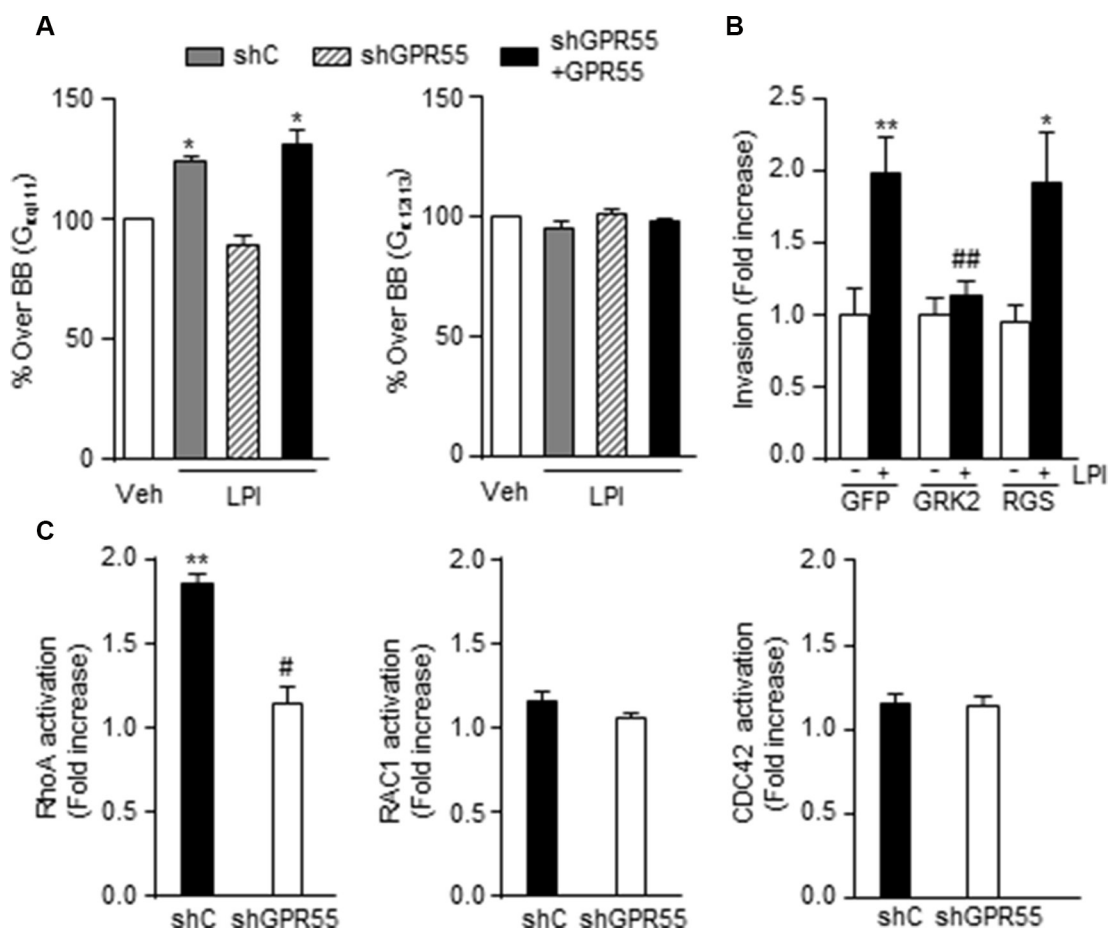 A
B
shC
shGPR55
shGPR55
+GPR55
150
100
50
0
% Over BB (Gαq/11)
*
*
Veh
LPI
150
100
50
0
% Over BB (Gα12/13)
Veh
LPI
2.5
2.0
1.5
1.0
0.5
0.0
Invasion (Fold increase)
**
##
*
- + - + - + LPI
GFP GRK2 RGS
C
2.0
1.5
1.0
0.5
0.0
RhoA activation
(Fold increase)
**
#
shC shGPR55
2.0
1.5
1.0
0.5
0.0
RAC1 activation
(Fold increase)
shC shGPR55
2.0
1.5
1.0
0.5
0.0
CDC42 activation
(Fold increase)
shC shGPR55